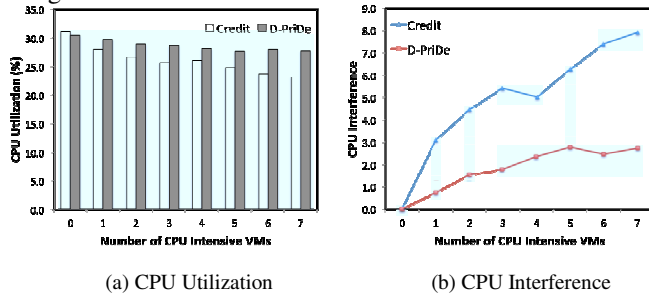 Credit D-PriDe
CPU Utilization (%)
35.0
30.0
25.0
20.0
15.0
10.0
5.0
0.0
0 1 2 3 4 5 6 7
Number of CPU Intensive VMs
(a) CPU Utilization
Credit
D-PriDe
CPU Interference
9.0
8.0
7.0
6.0
5.0
4.0
3.0
2.0
1.0
0.0
0 1 2 3 4 5 6 7
Number of CPU Intensive VMs
(b) CPU Interference